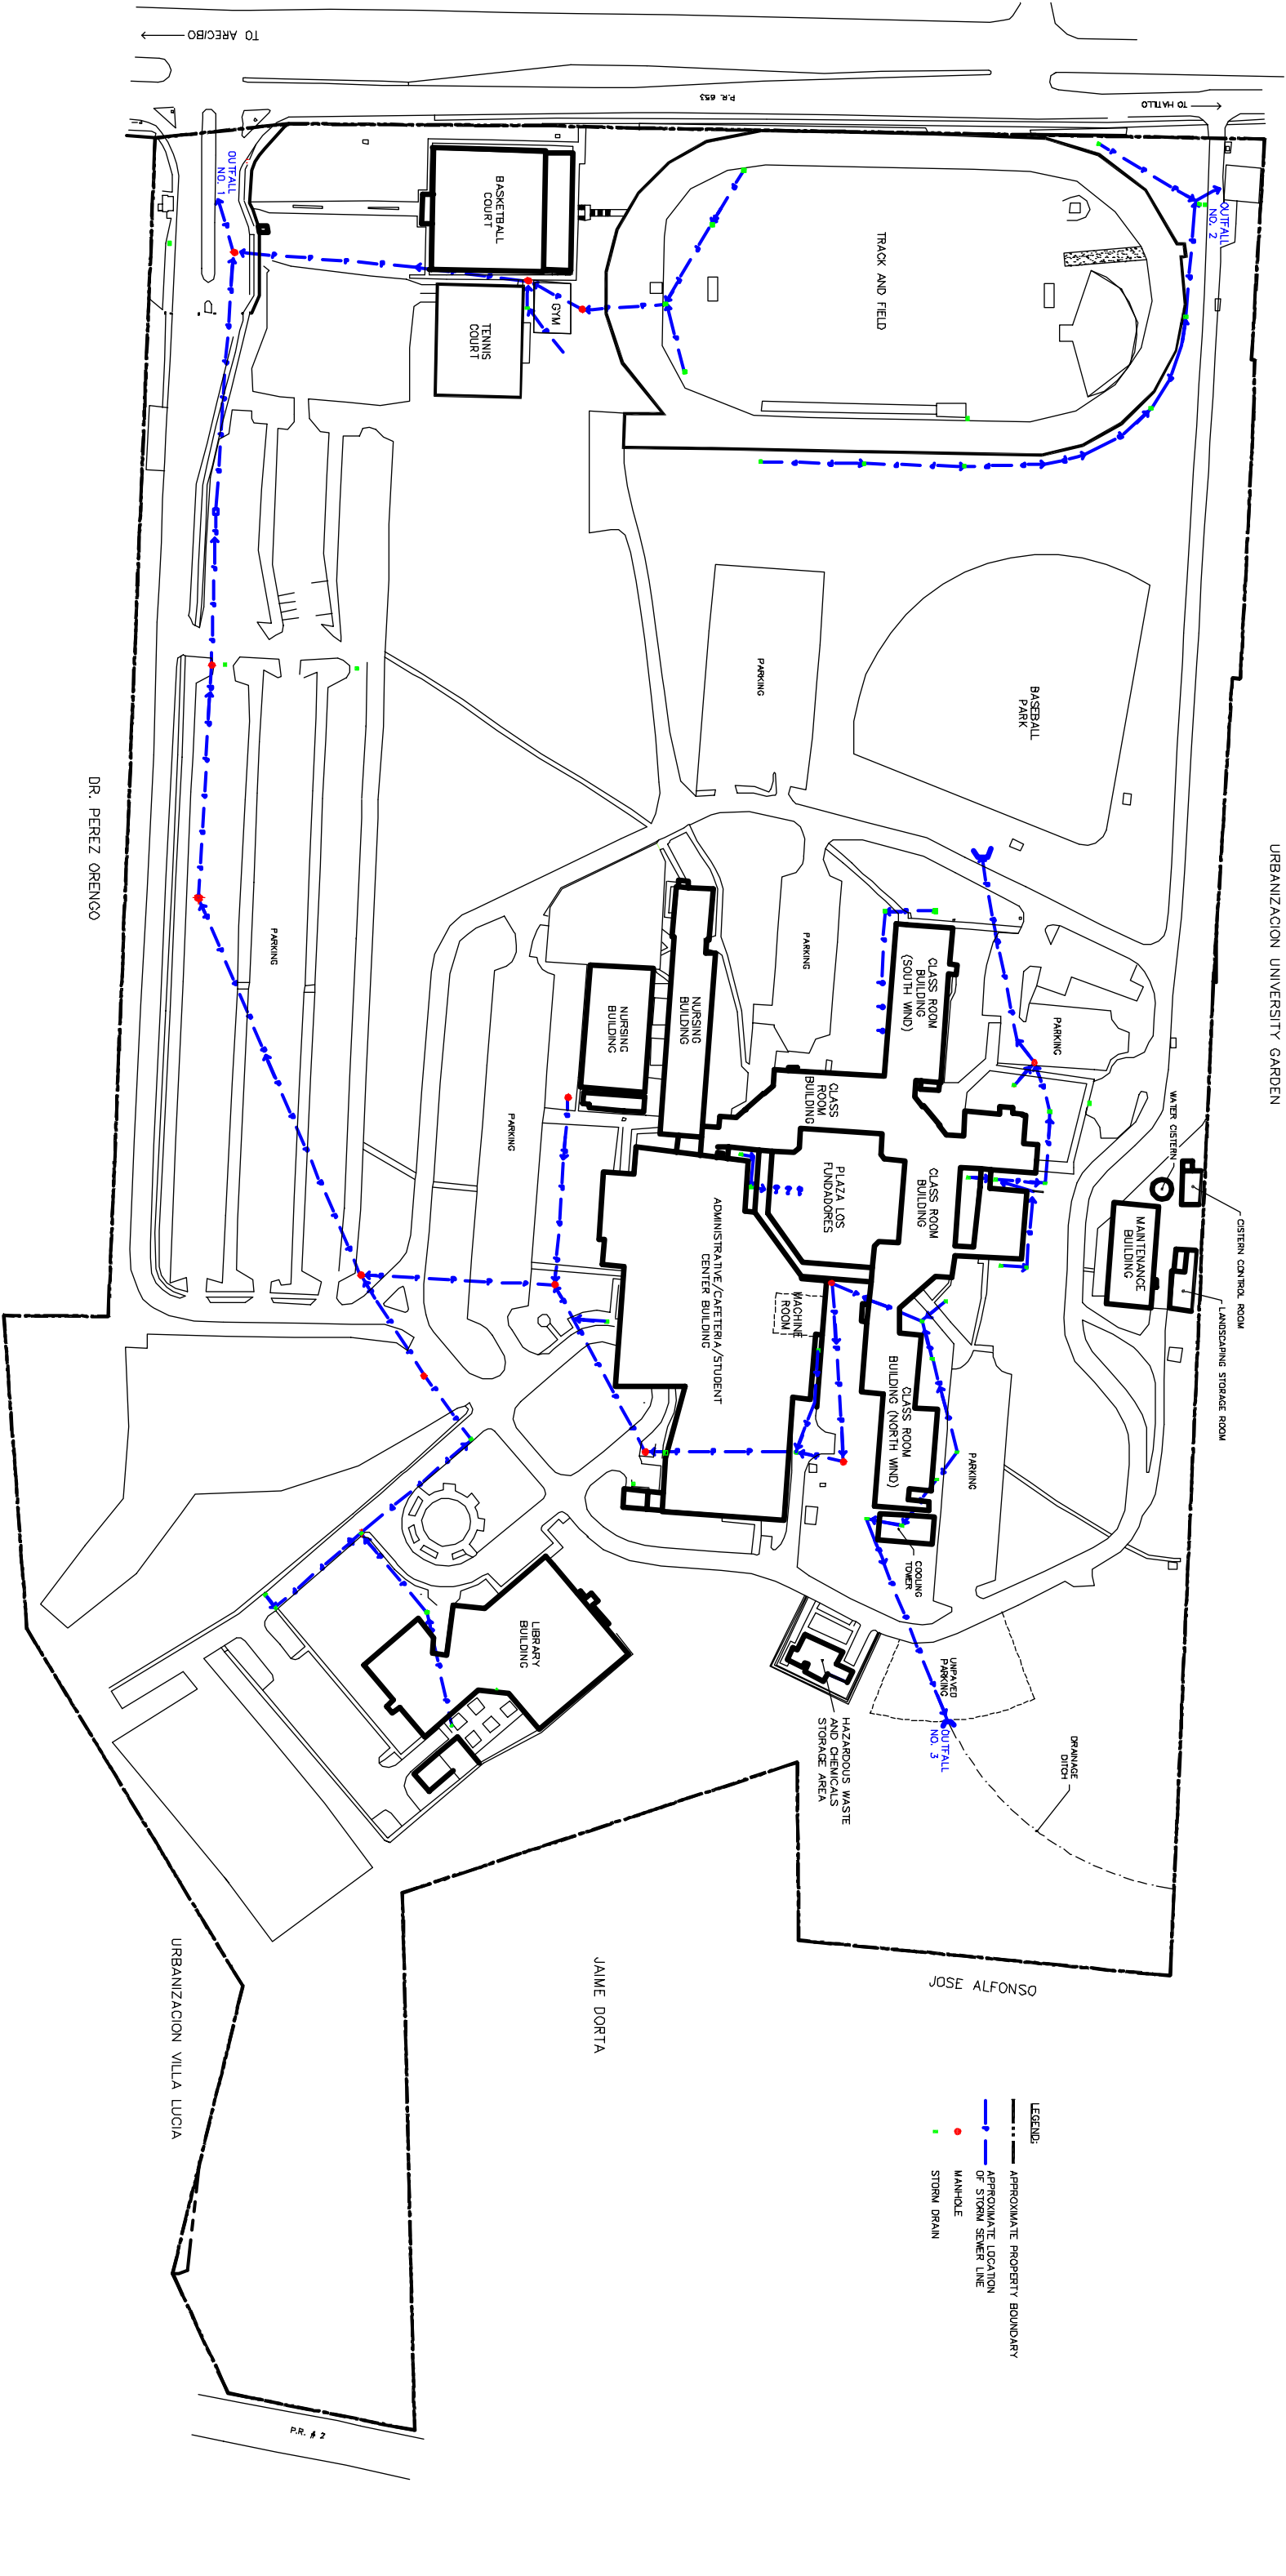 TO ARECIBO
P.R. 653
TO HATILLO
OUTFALL
NO. 1
OUTFALL
NO. 2
BASKETBALL
COURT
GYM
TENNIS
COURT
TRACK AND FIELD
PARKING
BASEBALL
PARK
DR. PEREZ ORENGO
URBANIZACION UNIVERSITY GARDEN
PARKING
PARKING
CLASS ROOM
BUILDING
(SOUTH WIND)
PARKING
NURSING
BUILDING
NURSING
BUILDING
PARKING
CLASS
ROOM
BUILDING
PLAZA LOS
FUNDADORES
CLASS ROOM
BUILDING
WATER CISTERN
MAINTENANCE
BUILDING
CISTERN CONTROL ROOM
LANDSCAPING STORAGE ROOM
ADMINISTRATIVE/CAFETERIA/STUDENT
CENTER BUILDING
MACHINE
ROOM
CLASS ROOM
BUILDING (NORTH WIND)
PARKING
COOLING
TOWER
LIBRARY
BUILDING
UNPAVED
PARKING
HAZARDOUS WASTE
AND CHEMICALS
STORAGE AREA
OUTFALL
NO. 3
DRAINAGE
DITCH
JOSE ALFONSO
JAIME DORTA
URBANIZACION VILLA LUCIA
P.R. # 2
LEGEND:
APPROXIMATE PROPERTY BOUNDARY
APPROXIMATE LOCATION
OF STORM SEWER LINE
MANHOLE
STORM DRAIN